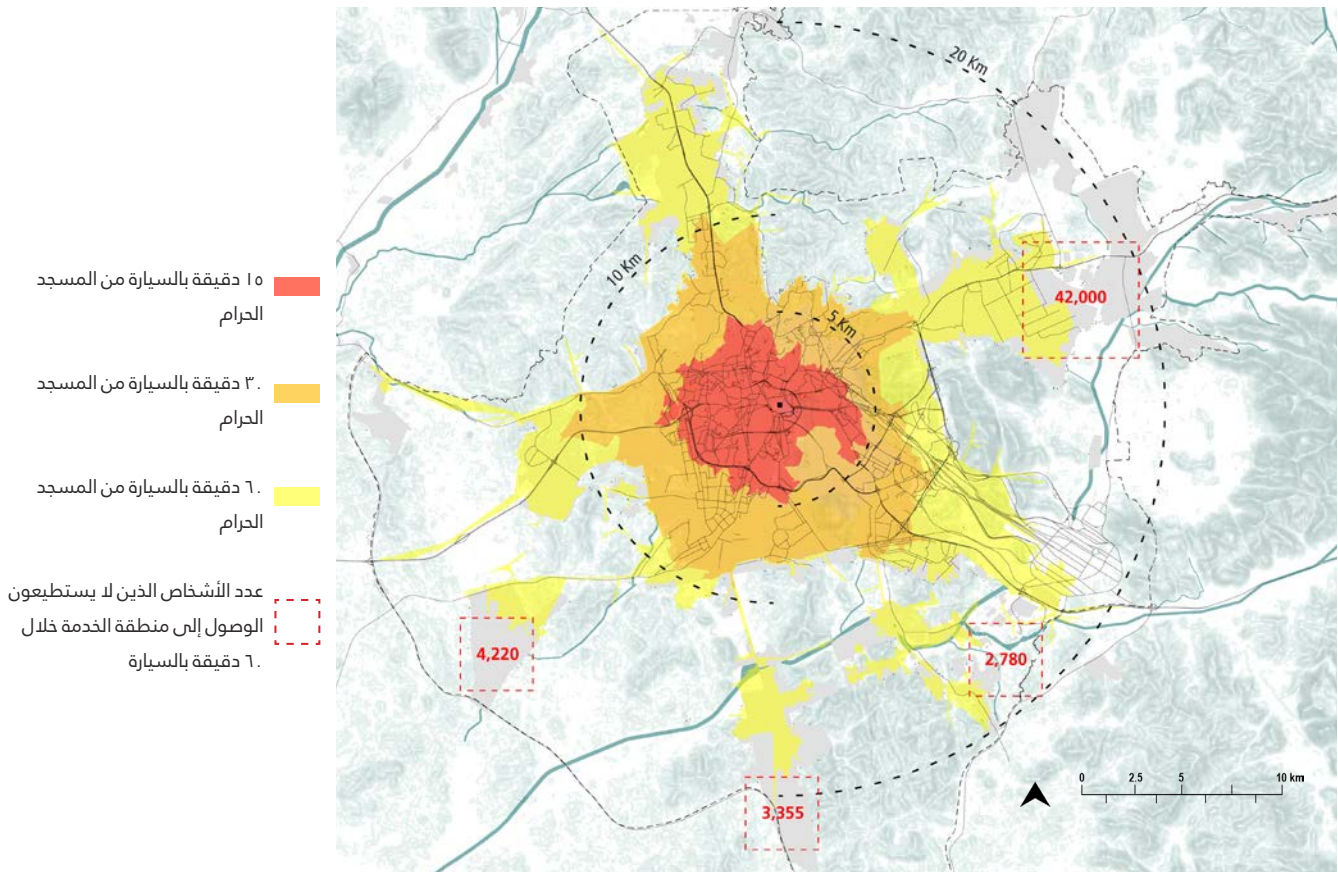 ١٥ دقيقة بالسيارة من المسجد
الحرام
٣٠ دقيقة بالسيارة من المسجد
الحرام
٦٠ دقيقة بالسيارة من المسجد
الحرام
عدد الأشخاص الذين لا يستطيعون
الوصول إلى منطقة الخدمة خلال
٦٠ دقيقة بالسيارة
20 Km
10 Km
5 Km
42,000
4,220
2,780
3,355
0 2.5 5 10 km